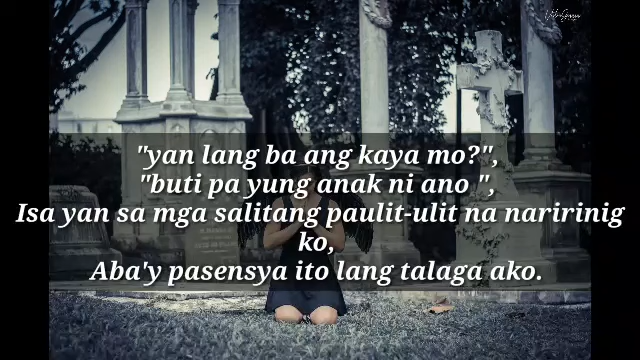 "yan lang ba ang kaya mo?",
"buti pa yung anak ni ano ",
Isa yan sa mga salitang paulit-ulit na naririnig
ko,
Aba'y pasensya ito lang talaga ako.